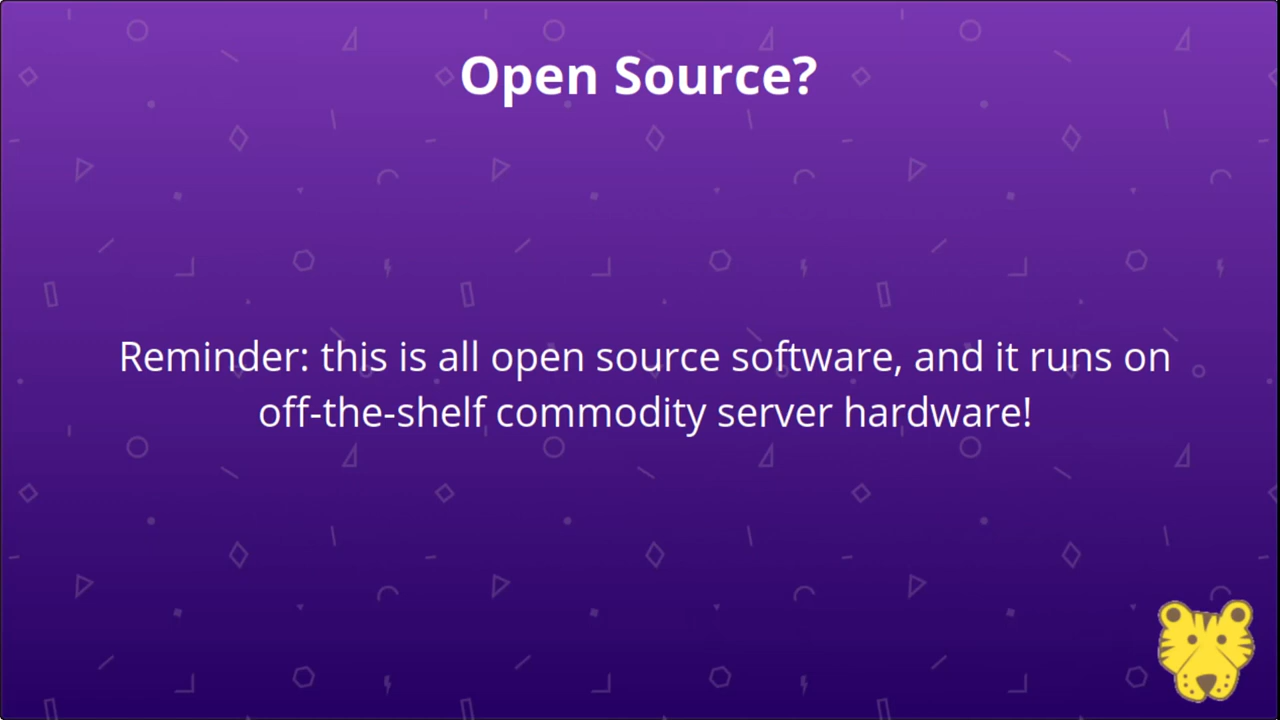 Open Source?
Reminder: this is all open source software, and it runs on
off-the-shelf commodity server hardware!